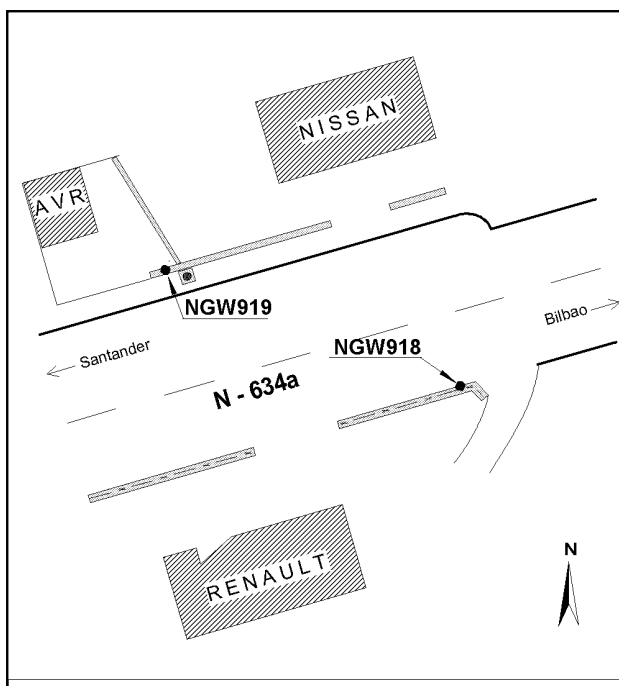 NISSAN
AVR
NGW919
Bilbao
Santander
NGW918
N - 634a
N
RENAULT